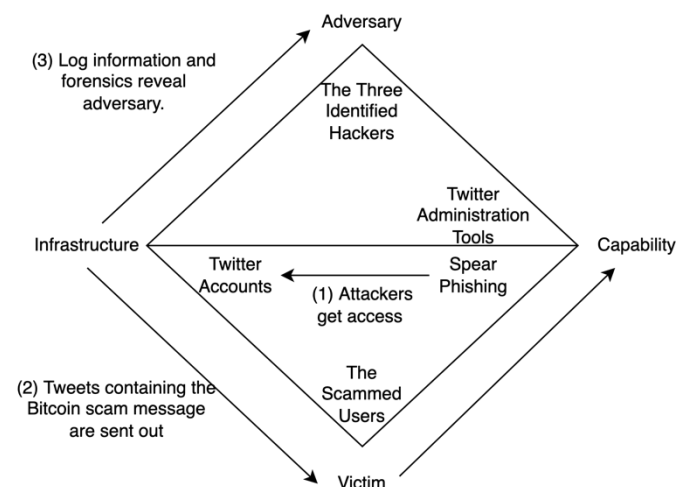 Adversary
(3) Log information and
forensics reveal
adversary.
The Three
Identified
Hackers
Twitter
Administration
Tools
Infrastructure
Capability
Twitter
Accounts
Spear
Phishing
(1) Attackers
get access
The
Scammed
Users
(2) Tweets containing the
Bitcoin scam message
are sent out
Victim